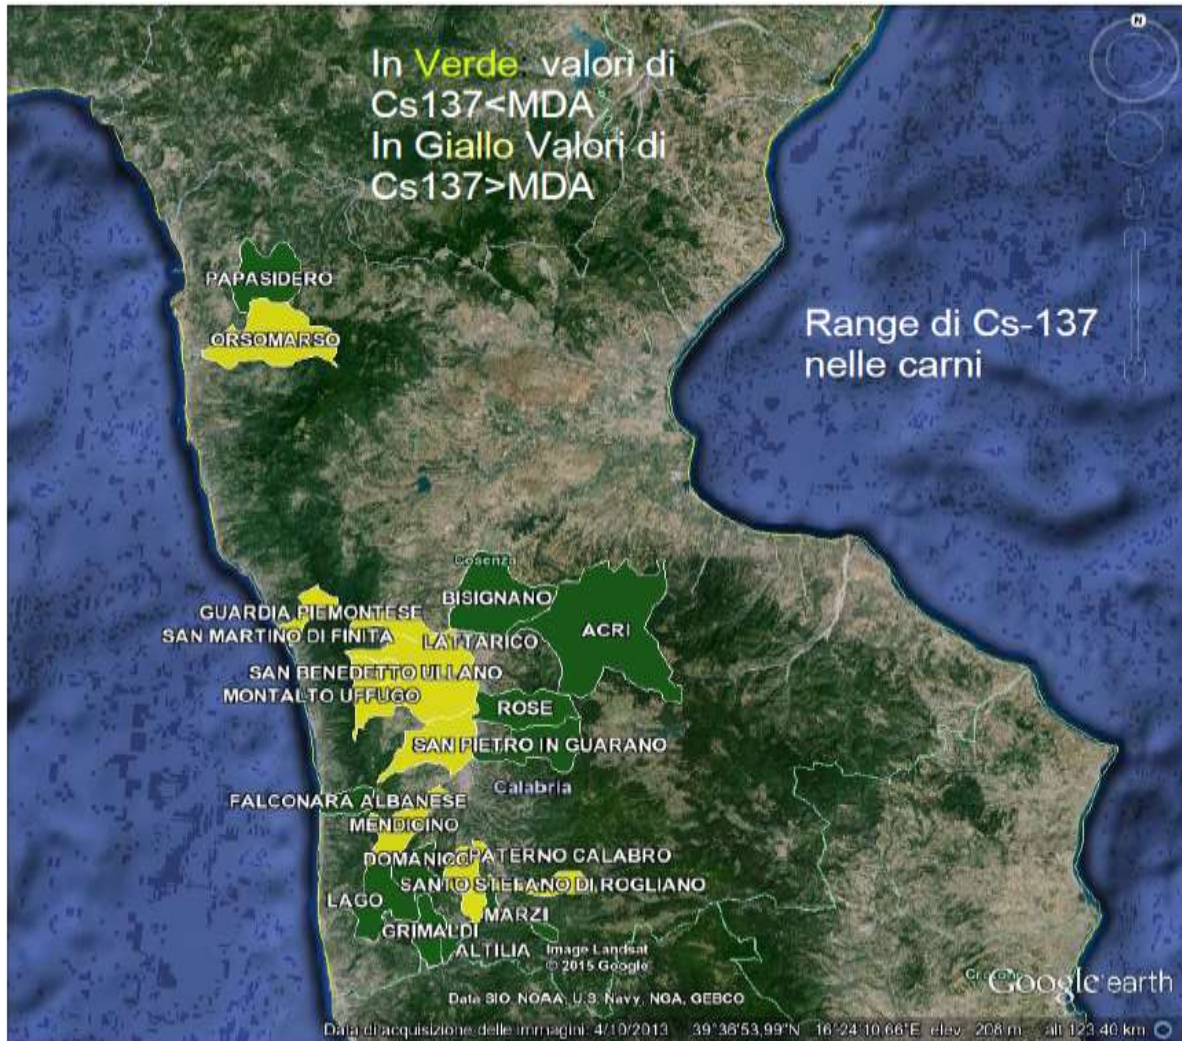 N
In Verde valori di
Cs137<MDA
In Giallo Valori di
Cs137>MDA
PAPASIDERO
ORSOMARSO
Range di Cs-137
nelle carni
Cosenza
BISIGNANO
GUARDIA PIEMONTESE
ACRI
SAN MARTINO DI FINITA
LATTARICO
SAN BENEDETTO ULLANO
MONTALTO UFFUGO
ROSE
SAN PIETRO IN GUARANO
Calabria
FALCONARA ALBANESE
MENDICINO
DOMANICO
PATERNO CALABRO
SANTO STEFANO DI ROGLIANO
LAGO
MARZI
GRIMALDI
ALTILIA
Image Landsat
© 2015 Google
Crotone
Google earth
Data SIO, NOAA, U.S. Navy, NGA, GEBCO
Data di acquisizione delle immagini: 4/10/2013 39°36'53,99"N 16°24'10,66"E elev 208 m alt 123.40 km